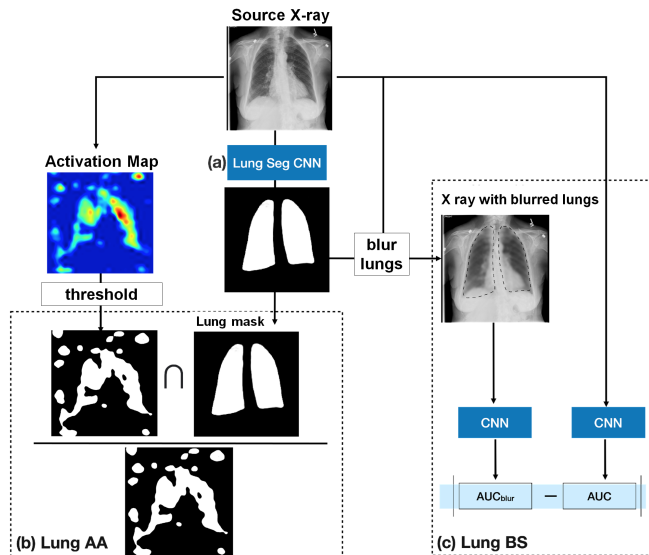 Source X-ray
(a) Lung Seg CNN
Activation Map
X ray with blurred lungs
blur
lungs
threshold
Lung mask
∩
CNN
CNN
AUCblur — AUC
(b) Lung AA
(c) Lung BS